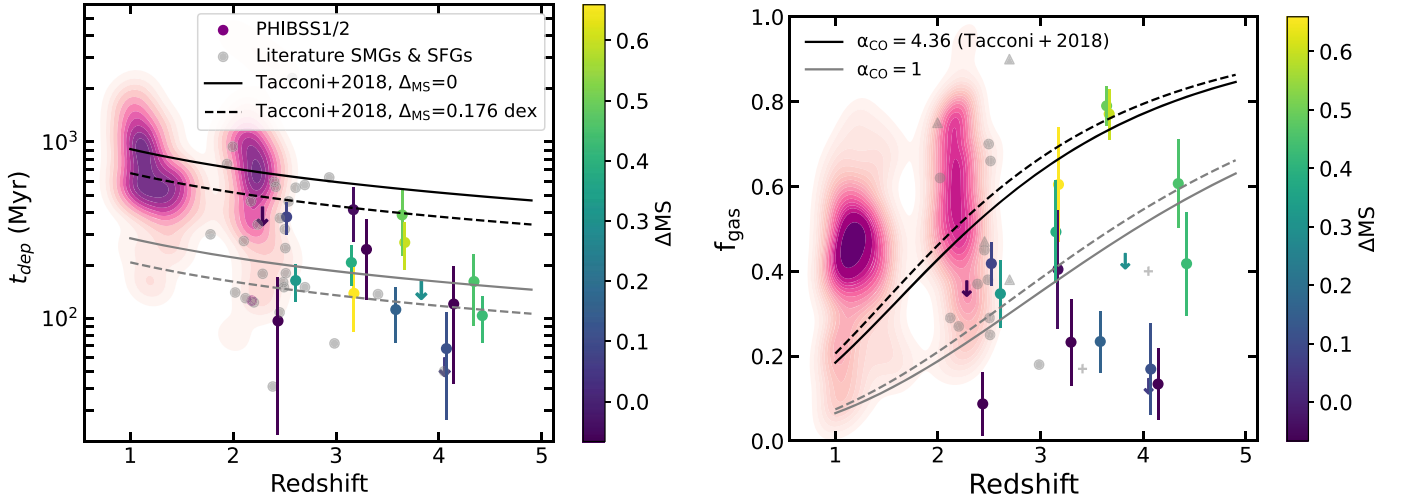 PHIBSS1/2
Literature SMGs & SFGs
Tacconi+2018, Δ_MS=0
Tacconi+2018, Δ_MS=0.176 dex
t_dep (Myr)
10³
10²
1
2
3
4
5
Redshift
0.6
0.5
0.4
0.3
0.2
0.1
0.0
ΔMS
α_CO = 4.36 (Tacconi + 2018)
α_CO = 1
f_gas
1.0
0.8
0.6
0.4
0.2
0.0
1
2
3
4
5
Redshift
0.6
0.5
0.4
0.3
0.2
0.1
0.0
ΔMS